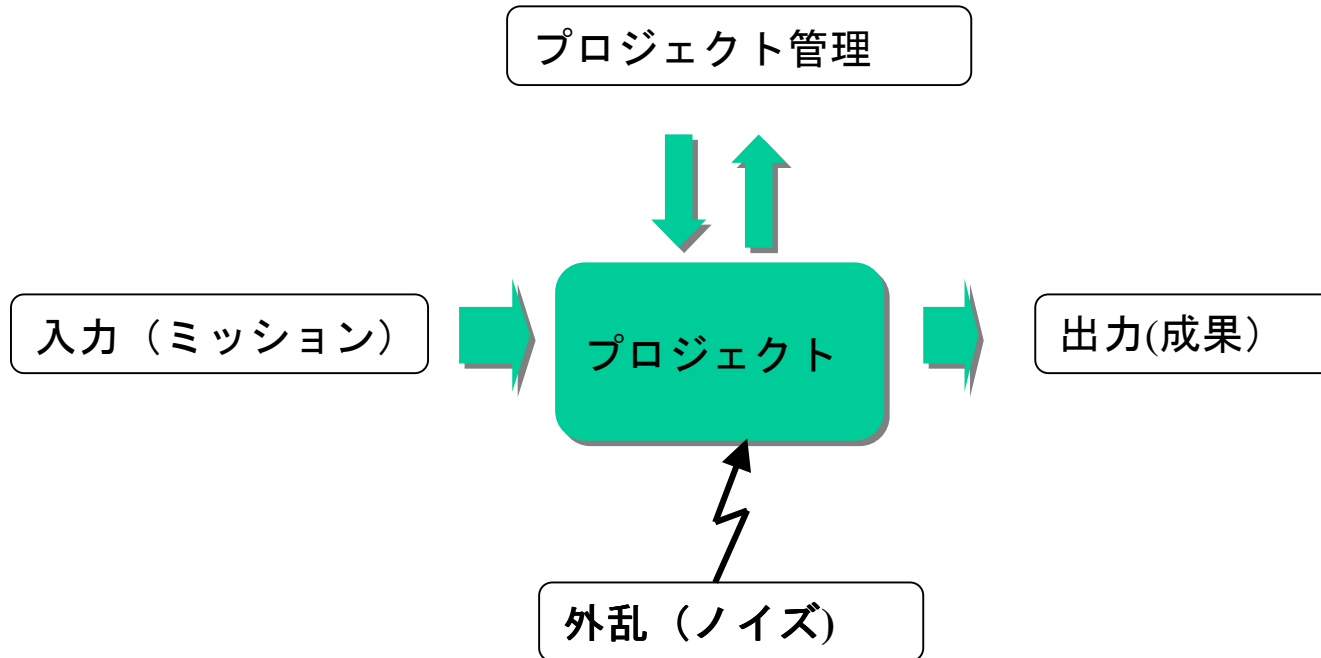 プロジェクト管理
入力（ミッション）
プロジェクト
出力(成果）
外乱（ノイズ)